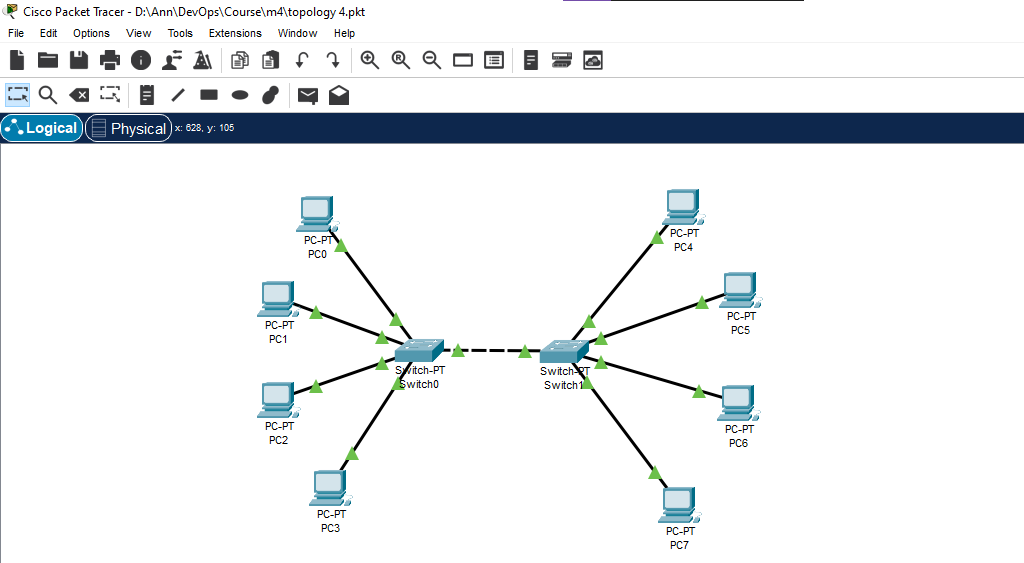 Cisco Packet Tracer - D:\Ann\DevOps\Course\m4\topology 4.pkt
File Edit Options View Tools Extensions Window Help
Logical Physical x: 628, y: 105
PC-PT
PC0
PC-PT
PC4
PC-PT
PC1
PC-PT
PC5
Switch-PT
Switch0
Switch-PT
Switch1
PC-PT
PC2
PC-PT
PC6
PC-PT
PC3
PC-PT
PC7